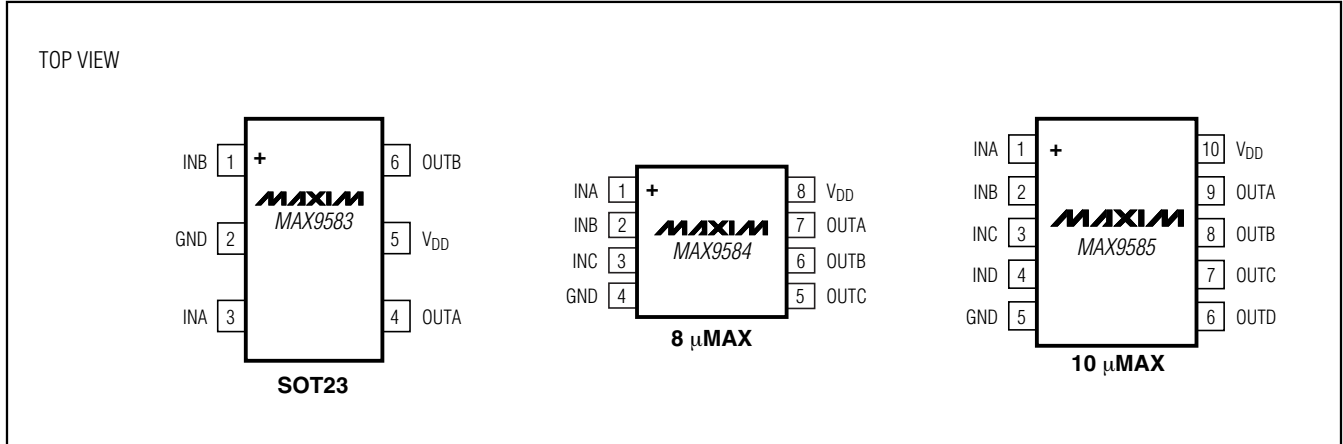 TOP VIEW
INB 1 + 6 OUTB
MAXIM
MAX9583
GND 2 5 VDD
INA 3 4 OUTA
SOT23
INA 1 + 8 VDD
INB 2 MAXIM 7 OUTA
INC 3 MAX9584 6 OUTB
GND 4 5 OUTC
8 μMAX
INA 1 + 10 VDD
INB 2 9 OUTA
MAXIM
INC 3 MAX9585 8 OUTB
IND 4 7 OUTC
GND 5 6 OUTD
10 μMAX